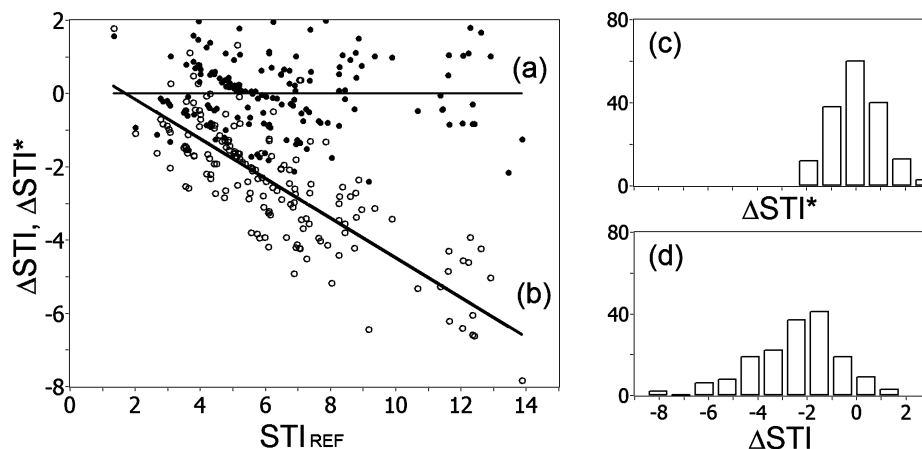 ΔSTI, ΔSTI*
2
0
-2
-4
-6
-8
(a)
(b)
0 2 4 6 8 10 12 14
STI REF
(c)
80
40
0
ΔSTI*
(d)
80
40
0
-8 -6 -4 -2 0 2
ΔSTI